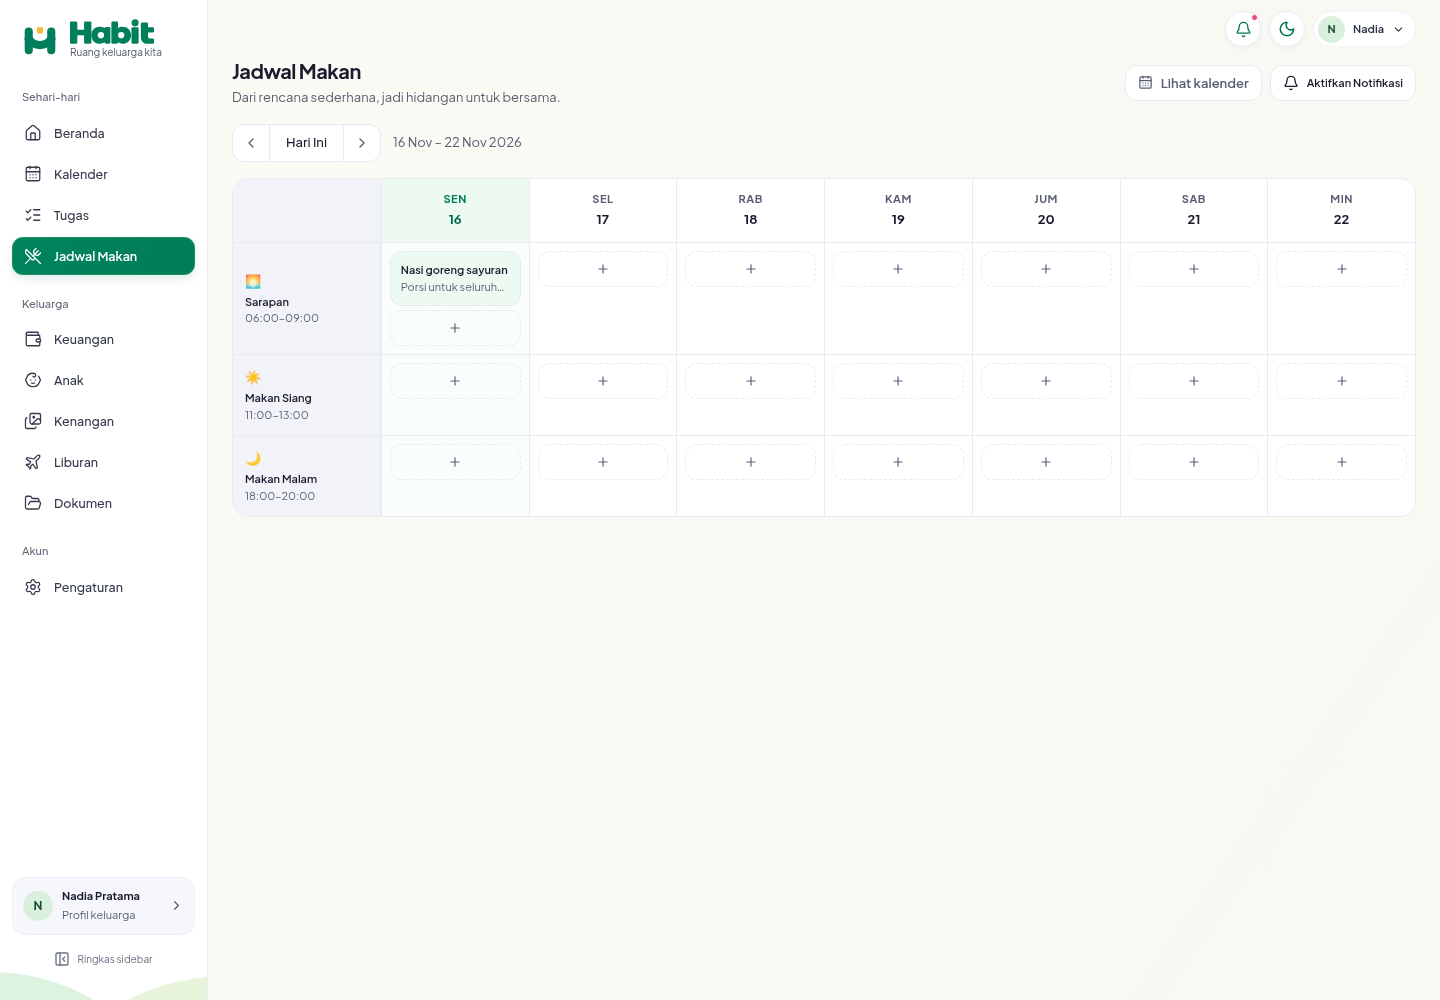 Habit
Ruang keluarga kita
Sehari-hari
Beranda
Kalender
Tugas
Jadwal Makan
Keluarga
Keuangan
Anak
Kenangan
Liburan
Dokumen
Akun
Pengaturan
N
Nadia Pratama
Profil keluarga
Ringkas sidebar
N
Nadia
Jadwal Makan
Dari rencana sederhana, jadi hidangan untuk bersama.
Lihat kalender
Aktifkan Notifikasi
Hari Ini
16 Nov – 22 Nov 2026
SEN
16
SEL
17
RAB
18
KAM
19
JUM
20
SAB
21
MIN
22
Sarapan
06:00–09:00
Nasi goreng sayuran
Porsi untuk seluruh…
Makan Siang
11:00–13:00
Makan Malam
18:00–20:00